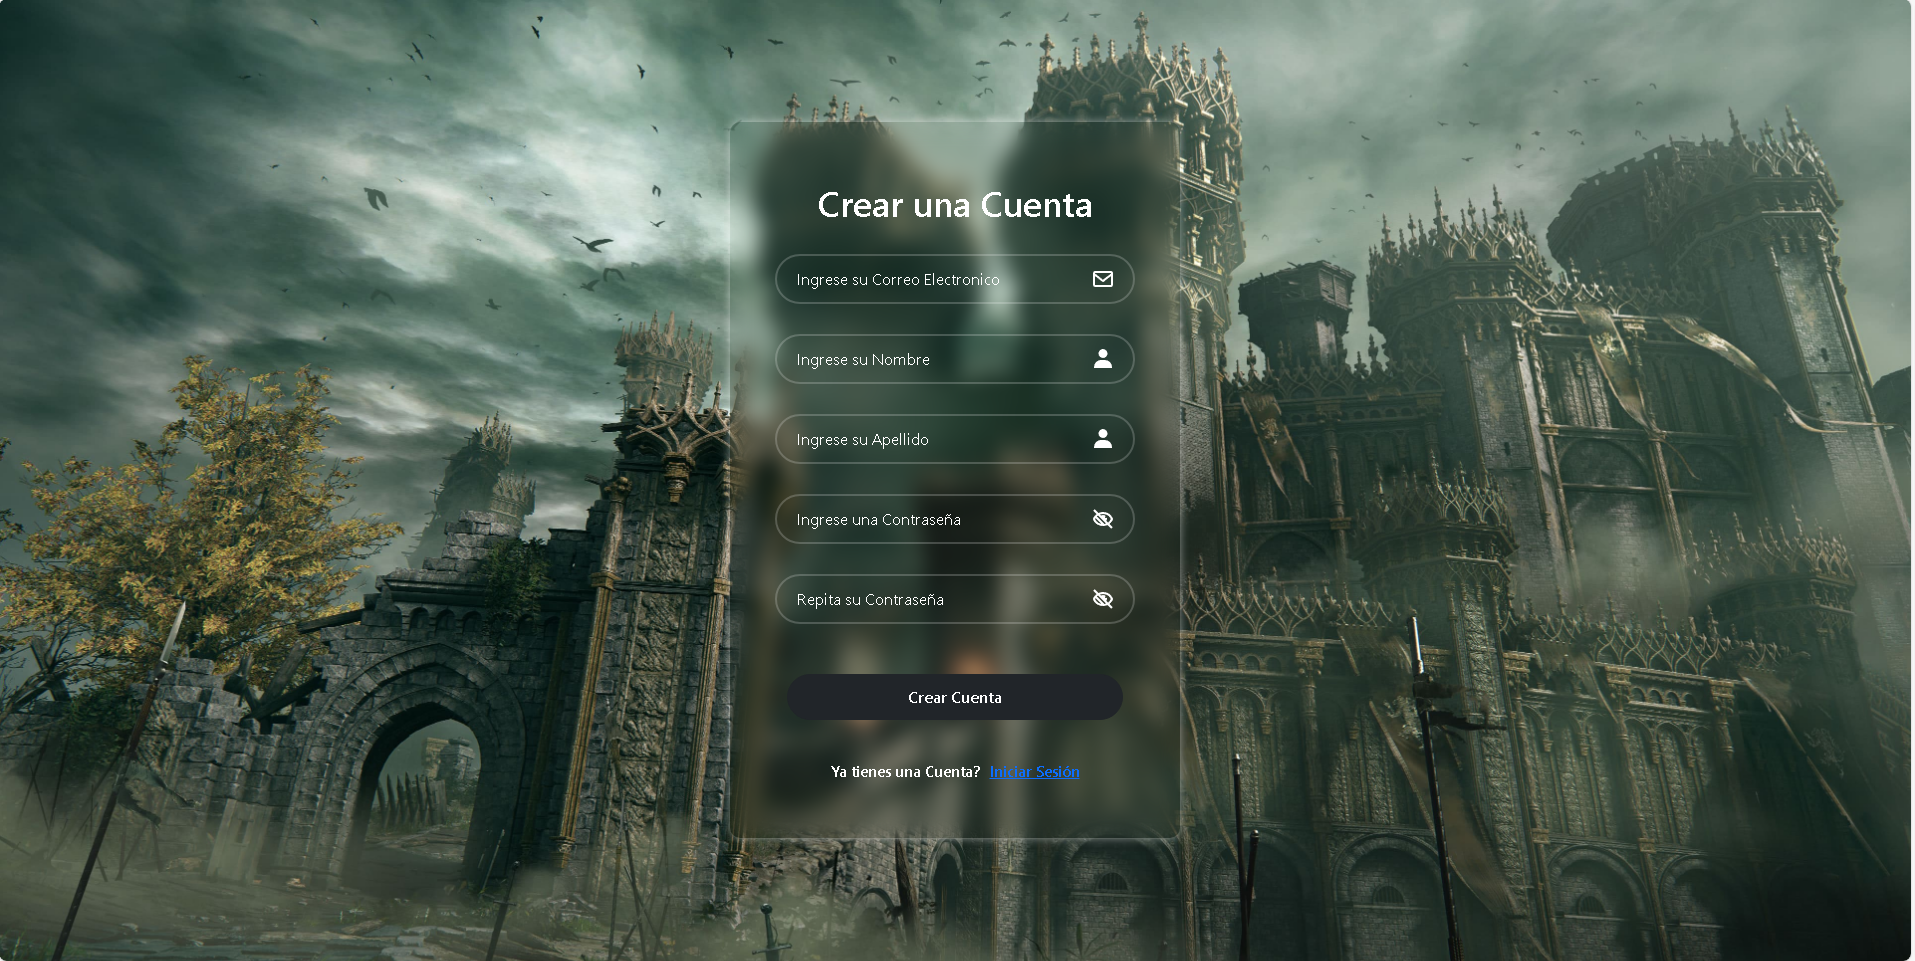 Crear una Cuenta
Ingrese su Correo Electronico
Ingrese su Nombre
Ingrese su Apellido
Ingrese una Contraseña
Repita su Contraseña
Crear Cuenta
Ya tienes una Cuenta? Iniciar Sesión